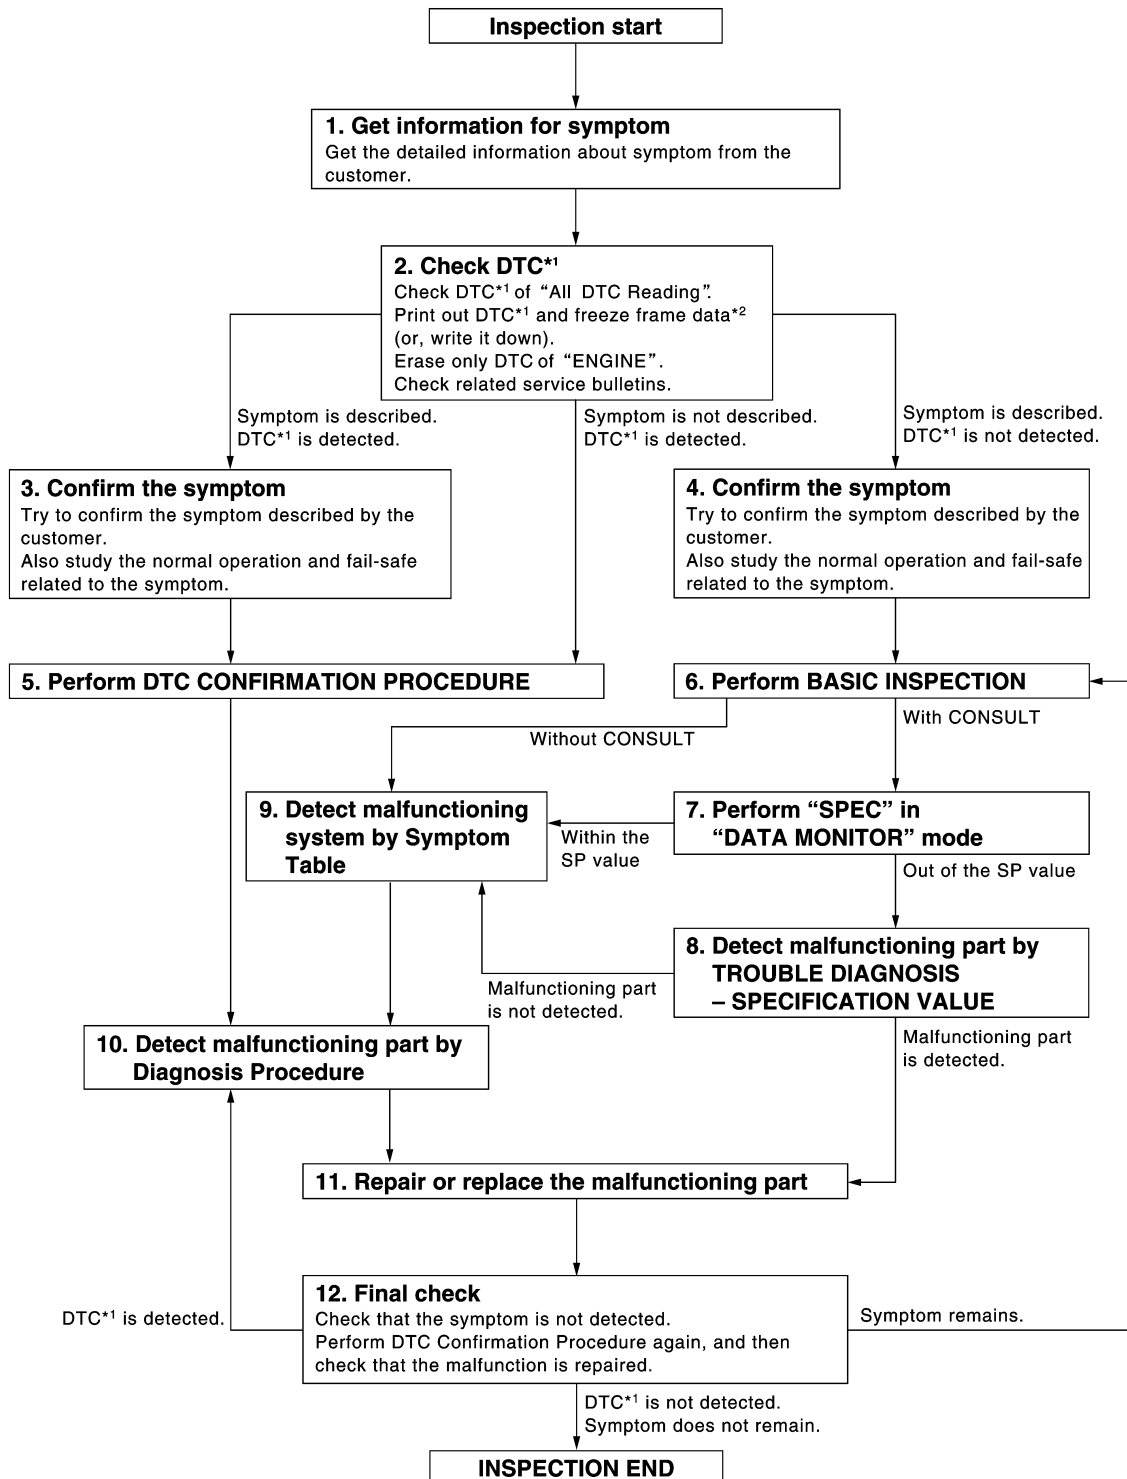 Inspection start
1. Get information for symptom
Get the detailed information about symptom from the
customer.
2. Check DTC*1
Check DTC*1 of “All DTC Reading”.
Print out DTC*1 and freeze frame data*2
(or, write it down).
Erase only DTC of “ENGINE”.
Check related service bulletins.
Symptom is described.
DTC*1 is detected.
Symptom is not described.
DTC*1 is detected.
Symptom is described.
DTC*1 is not detected.
3. Confirm the symptom
Try to confirm the symptom described by the
customer.
Also study the normal operation and fail-safe
related to the symptom.
4. Confirm the symptom
Try to confirm the symptom described by the
customer.
Also study the normal operation and fail-safe
related to the symptom.
5. Perform DTC CONFIRMATION PROCEDURE
6. Perform BASIC INSPECTION
Without CONSULT
With CONSULT
9. Detect malfunctioning
system by Symptom
Table
Within the
SP value
7. Perform “SPEC” in
“DATA MONITOR” mode
Out of the SP value
8. Detect malfunctioning part by
TROUBLE DIAGNOSIS
– SPECIFICATION VALUE
Malfunctioning part
is not detected.
Malfunctioning part
is detected.
10. Detect malfunctioning part by
Diagnosis Procedure
11. Repair or replace the malfunctioning part
12. Final check
Check that the symptom is not detected.
Perform DTC Confirmation Procedure again, and then
check that the malfunction is repaired.
DTC*1 is detected.
Symptom remains.
DTC*1 is not detected.
Symptom does not remain.
INSPECTION END